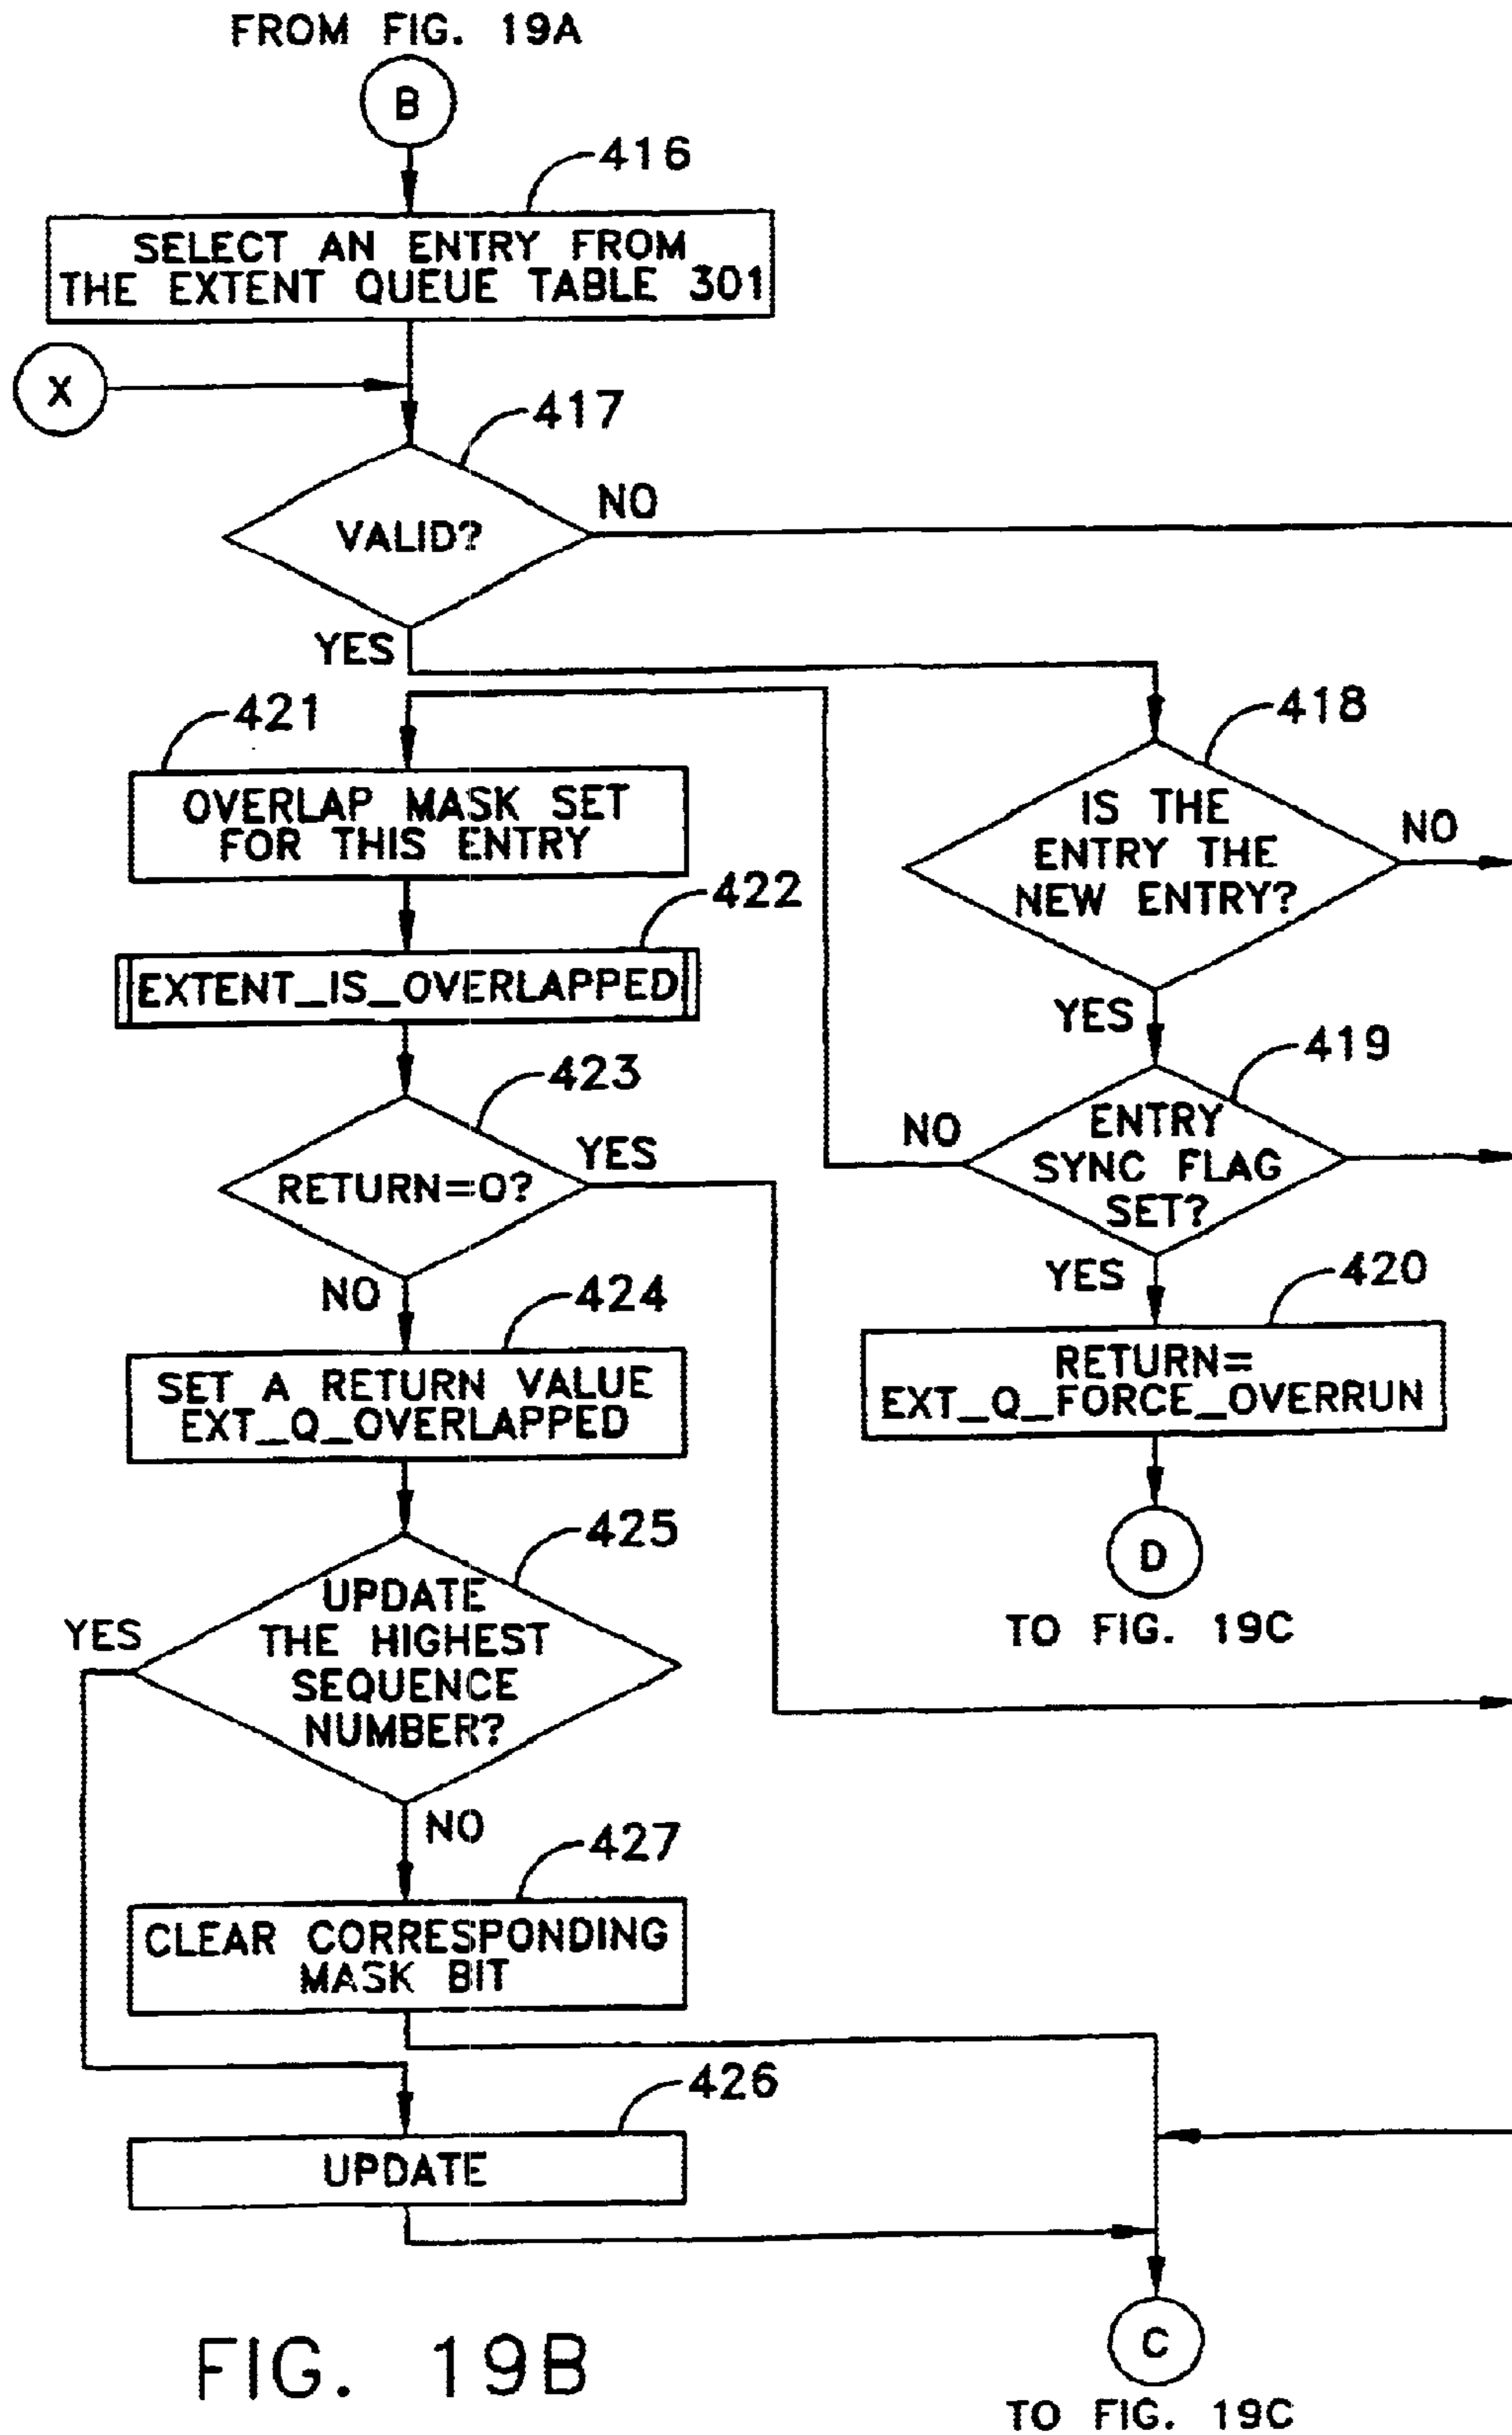 FROM FIG. 19A
B
416
SELECT AN ENTRY FROM
THE EXTENT QUEUE TABLE 301
X
417
VALID?
NO
YES
418
IS THE
ENTRY THE
NEW ENTRY?
NO
YES
419
ENTRY
SYNC FLAG
SET?
NO
YES
420
RETURN=
EXT_Q_FORCE_OVERRUN
D
TO FIG. 19C
421
OVERLAP MASK SET
FOR THIS ENTRY
422
EXTENT_IS_OVERLAPPED
423
RETURN=0?
YES
NO
424
SET A RETURN VALUE
EXT_Q_OVERLAPPED
425
UPDATE
THE HIGHEST
SEQUENCE
NUMBER?
YES
NO
427
CLEAR CORRESPONDING
MASK BIT
426
UPDATE
C
TO FIG. 19C
FIG. 19B